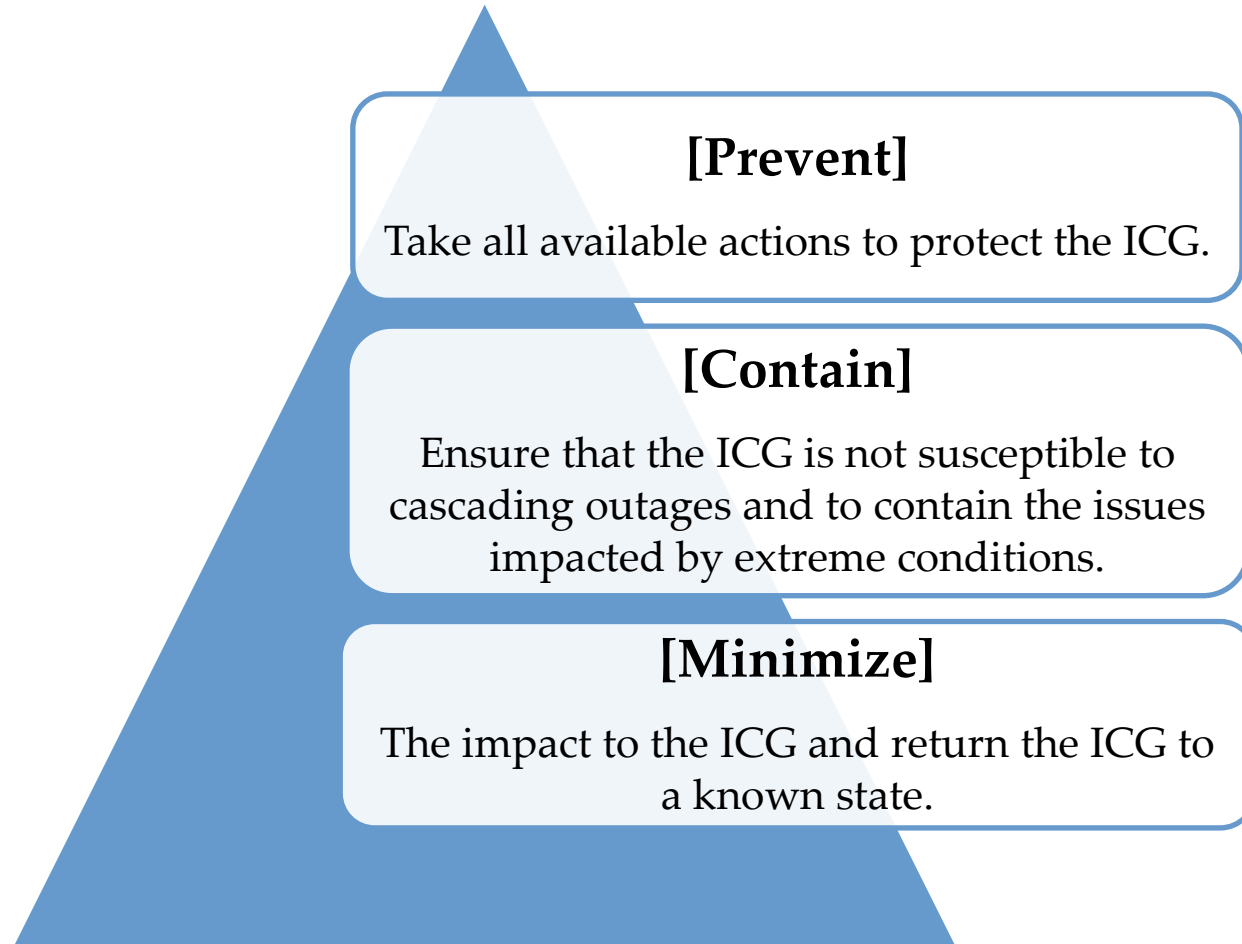 [Prevent]
Take all available actions to protect the ICG.
[Contain]
Ensure that the ICG is not susceptible to
cascading outages and to contain the issues
impacted by extreme conditions.
[Minimize]
The impact to the ICG and return the ICG to
a known state.